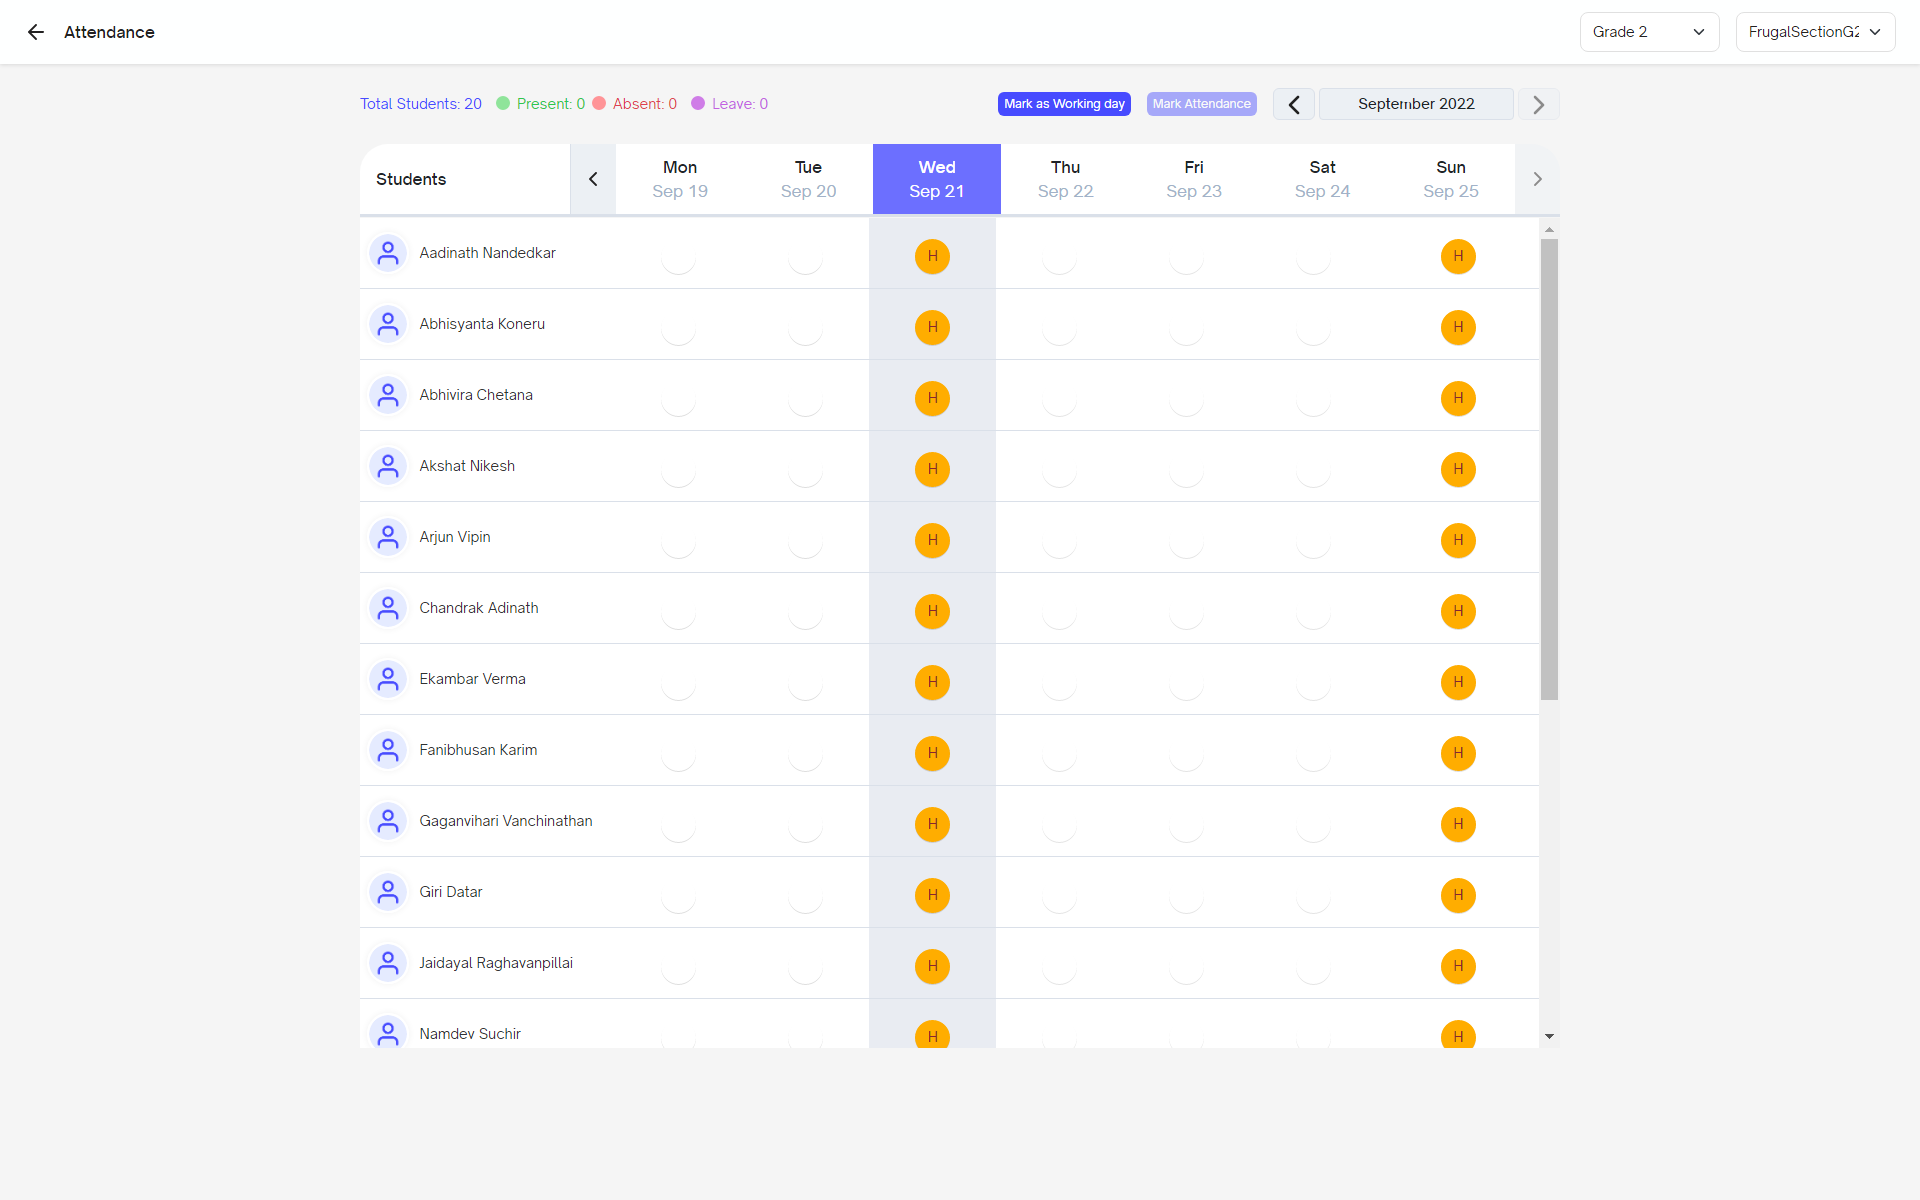 Attendance
Grade 2
FrugalSectionG2
Total Students: 20 Present: 0 Absent: 0 Leave: 0
Mark as Working day
Mark Attendance
September 2022
Students
Mon Tue Wed Thu Fri Sat Sun
Sep 19 Sep 20 Sep 21 Sep 22 Sep 23 Sep 24 Sep 25
Aadinath Nandedkar H H
Abhisyanta Koneru H H
Abhivira Chetana H H
Akshat Nikesh H H
Arjun Vipin H H
Chandrak Adinath H H
Ekambar Verma H H
Fanibhusan Karim H H
Gaganvihari Vanchinathan H H
Giri Datar H H
Jaidayal Raghavanpillai H H
Namdev Suchir H H